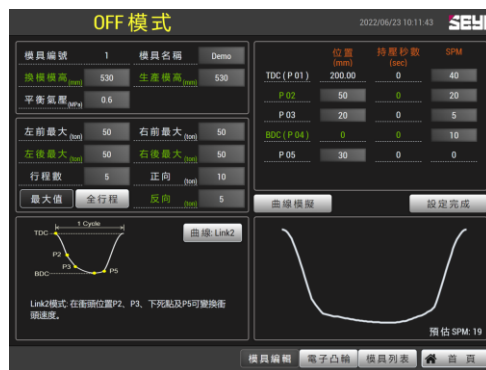 OFF 模式
2022/06/23 10:11:43
SEYI
模具編號 1 模具名稱 Demo
換模模高 (mm) 530 生產模高 (mm) 530
平衡氣壓 (MPa) 0.6
左前最大 (ton) 50 右前最大 (ton) 50
左後最大 (ton) 50 右後最大 (ton) 50
行程數 5 正向 (ton) 10
最大值 全行程 反向 (ton) 5
位置 (mm) 持壓秒數 (sec) SPM
TDC ( P 01 ) 200.00 0 40
P 02 50 0 20
P 03 20 0 5
BDC ( P 04 ) 0 0 10
P 05 30 0 0
曲線模擬 設定完成
1 Cycle
TDC
P2
P3
P5
BDC
曲線: Link2
Link2模式: 在衝頭位置P2、
P3、下死點及P5可變換衝
頭速度。
預估 SPM: 19
模具編輯 電子凸輪 模具列表 首 頁